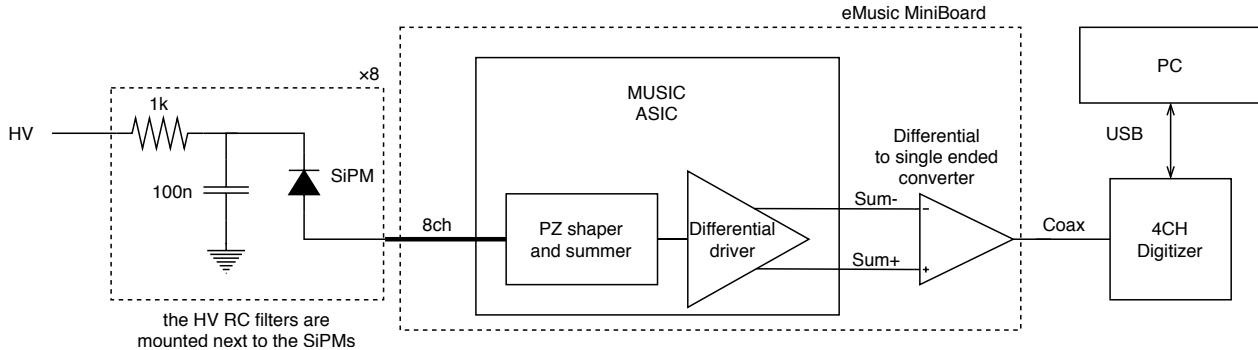 eMusic MiniBoard
×8
HV
1k
100n
SiPM
the HV RC filters are
mounted next to the SiPMs
8ch
MUSIC
ASIC
PZ shaper
and summer
Differential
driver
Sum-
Sum+
Differential
to single ended
converter
-
+
Coax
PC
USB
4CH
Digitizer